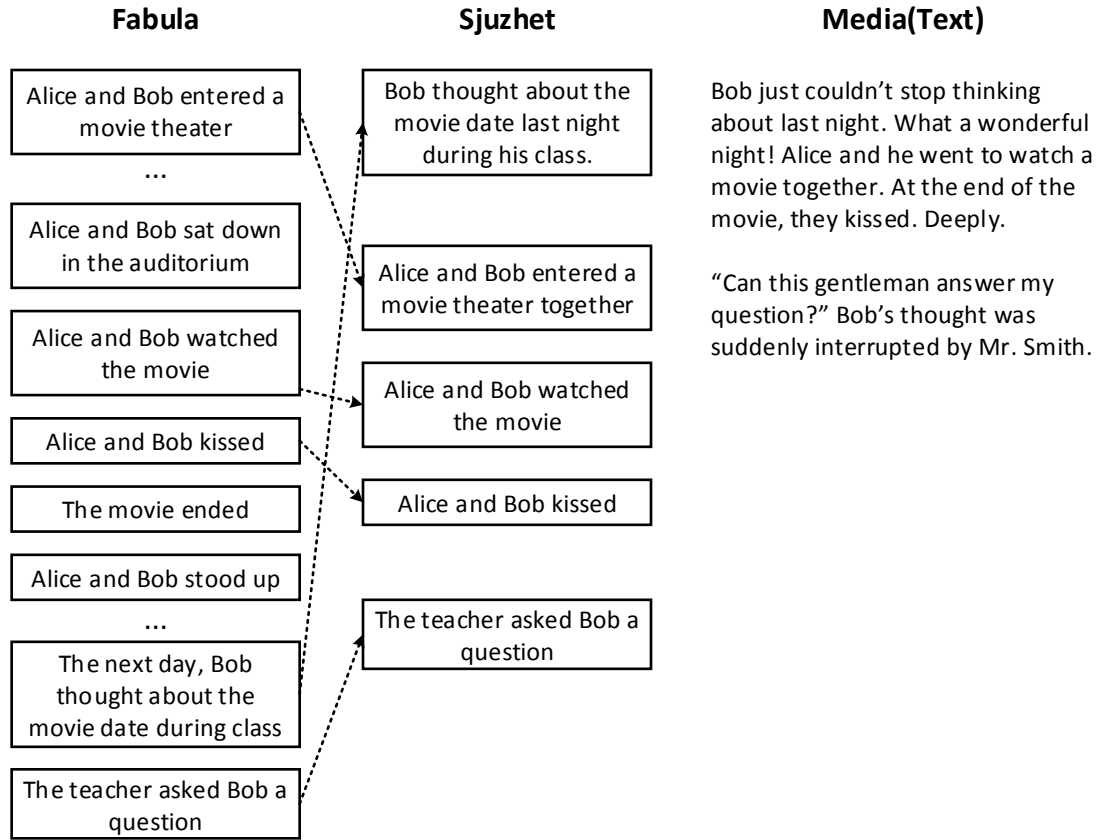 Fabula
Alice and Bob entered a
movie theater
...
Alice and Bob sat down
in the auditorium
Alice and Bob watched
the movie
Alice and Bob kissed
The movie ended
Alice and Bob stood up
...
The next day, Bob
thought about the
movie date during class
The teacher asked Bob a
question
Sjuzhet
Bob thought about the
movie date last night
during his class.
Alice and Bob entered a
movie theater together
Alice and Bob watched
the movie
Alice and Bob kissed
The teacher asked Bob a
question
Media(Text)
Bob just couldn’t stop thinking
about last night. What a wonderful
night! Alice and he went to watch a
movie together. At the end of the
movie, they kissed. Deeply.
“Can this gentleman answer my
question?” Bob’s thought was
suddenly interrupted by Mr. Smith.